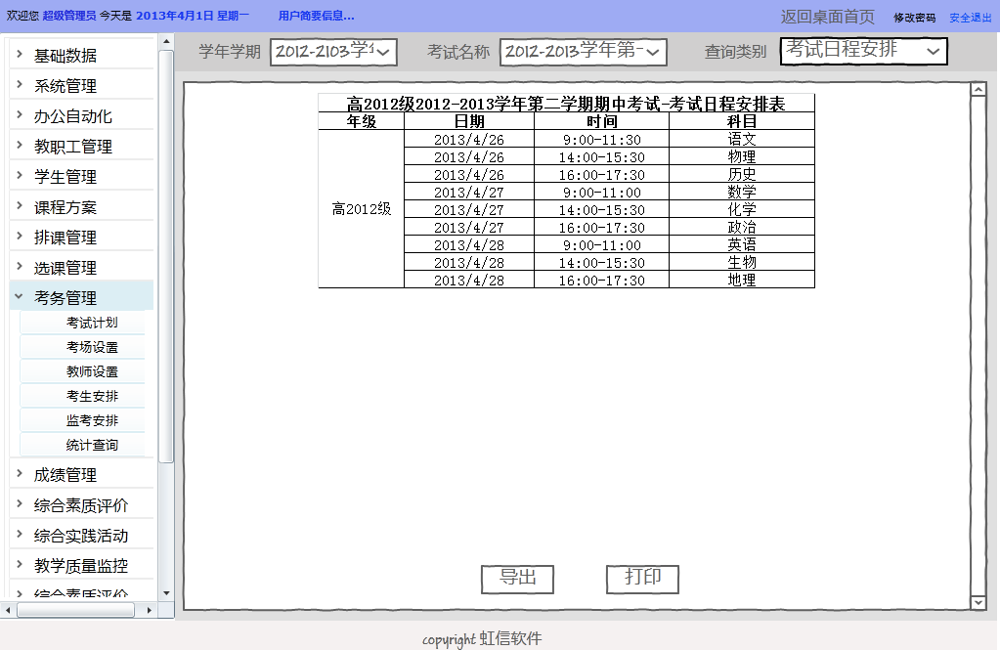 欢迎您 超级管理员 今天是 2013年4月1日 星期一 用户简要信息... 返回桌面首页 修改密码 安全退出
基础数据
系统管理
办公自动化
教职工管理
学生管理
课程方案
排课管理
选课管理
考务管理
考试计划
考场设置
教师设置
考生安排
监考安排
统计查询
成绩管理
综合素质评价
综合实践活动
教学质量监控
综合素质评价
学年学期 2012-2103学 考试名称 2012-2013学年第一 查询类别 考试日程安排
高2012级2012-2013学年第二学期期中考试-考试日程安排表
年级 日期 时间 科目
高2012级
2013/4/26 9:00-11:30 语文
2013/4/26 14:00-15:30 物理
2013/4/26 16:00-17:30 历史
2013/4/27 9:00-11:00 数学
2013/4/27 14:00-15:30 化学
2013/4/27 16:00-17:30 政治
2013/4/28 9:00-11:00 英语
2013/4/28 14:00-15:30 生物
2013/4/28 16:00-17:30 地理
导出 打印
copyright 虹信软件